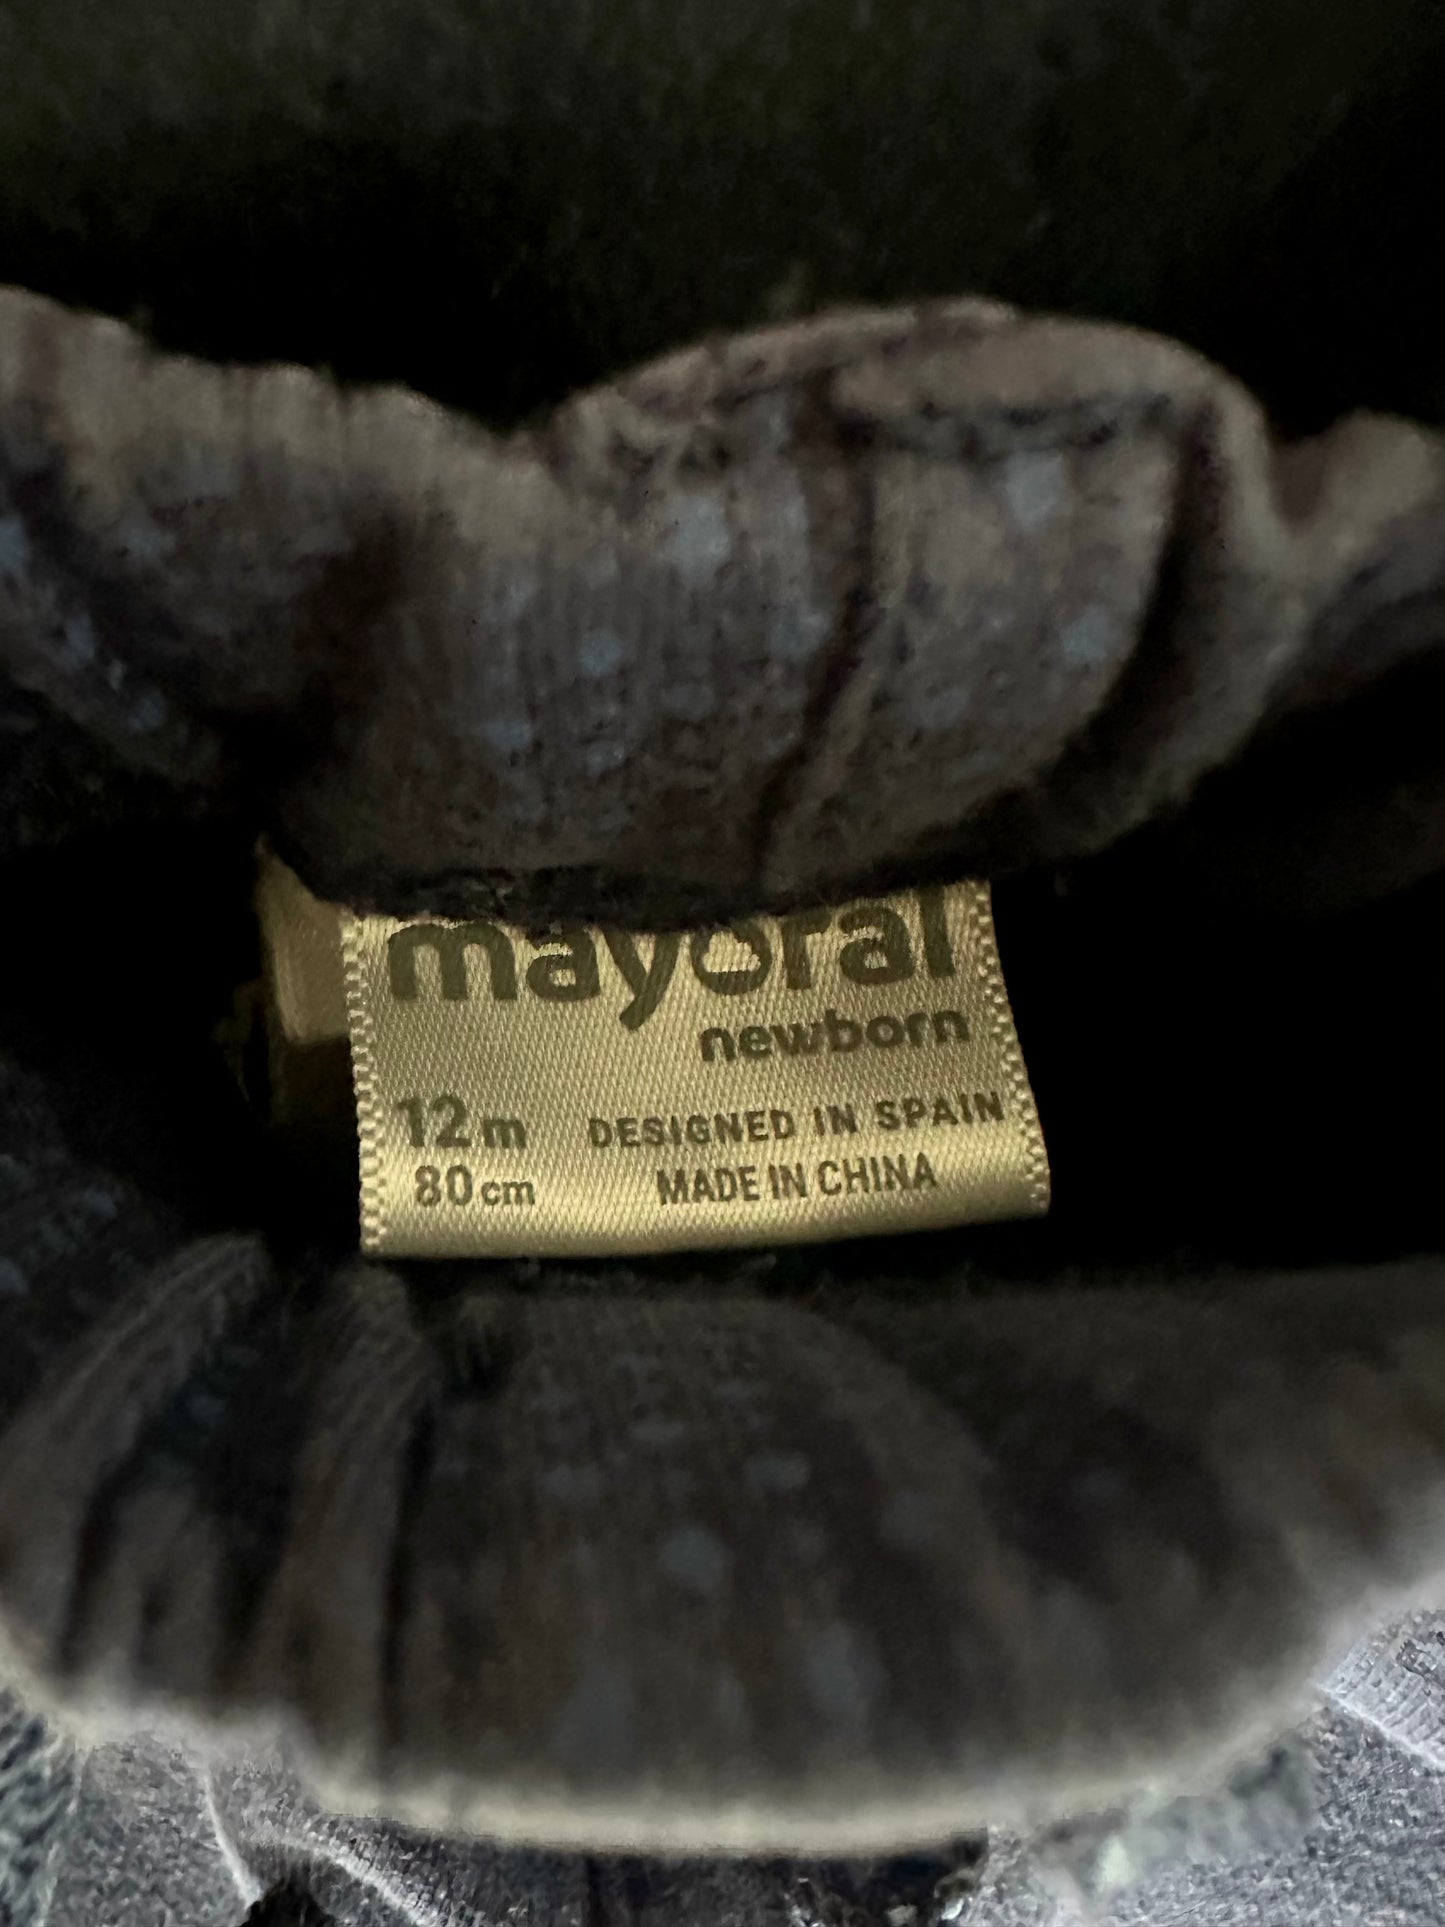 mayoral
newborn
12m DESIGNED IN SPAIN
80cm MADE IN CHINA